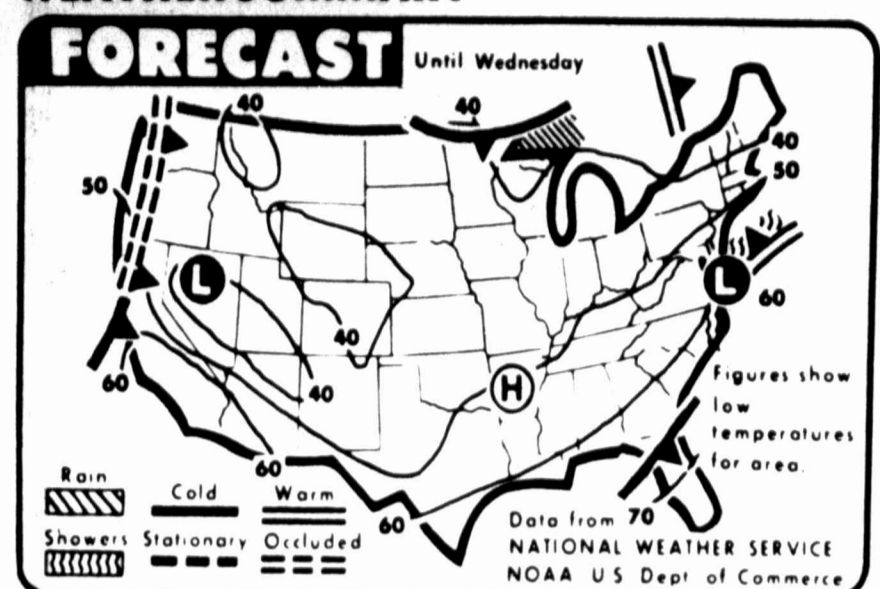 FORECAST
Until Wednesday
40
40
40
50
50
L
L
60
40
H
60
40
Figures show
low
temperatures
for area.
60
Rain
Cold
Warm
60
Data from
70
Showers
Stationary
Occluded
NATIONAL WEATHER SERVICE
NOAA US Dept of Commerce